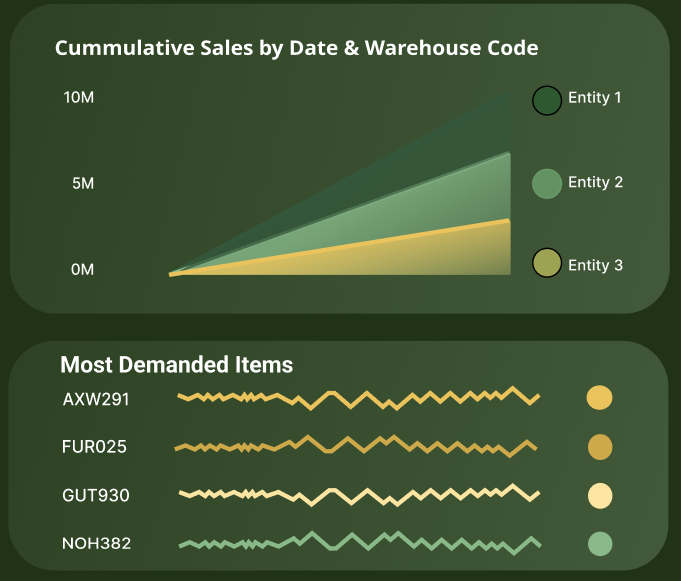 Cummulative Sales by Date & Warehouse Code
10M
Entity 1
5M
Entity 2
0M
Entity 3
Most Demanded Items
AXW291
FUR025
GUT930
NOH382